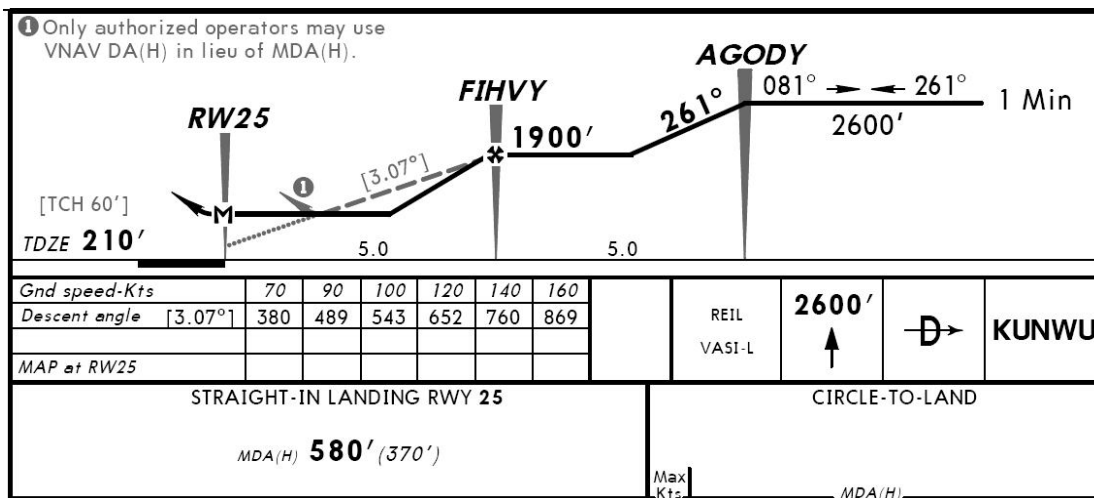 ❶ Only authorized operators may use
VNAV DA(H) in lieu of MDA(H).
AGODY
081° 261°
1 Min
2600'
FIHVY
261°
1900'
RW25
[3.07°]
❶
[TCH 60']
M
TDZE 210'
5.0 5.0
Gnd speed-Kts 70 90 100 120 140 160
Descent angle [3.07°] 380 489 543 652 760 869
MAP at RW25
REIL
VASI-L
2600'
D
KUNWU
STRAIGHT-IN LANDING RWY 25
MDA(H) 580' (370')
CIRCLE-TO-LAND
Max
Kts
MDA(H)